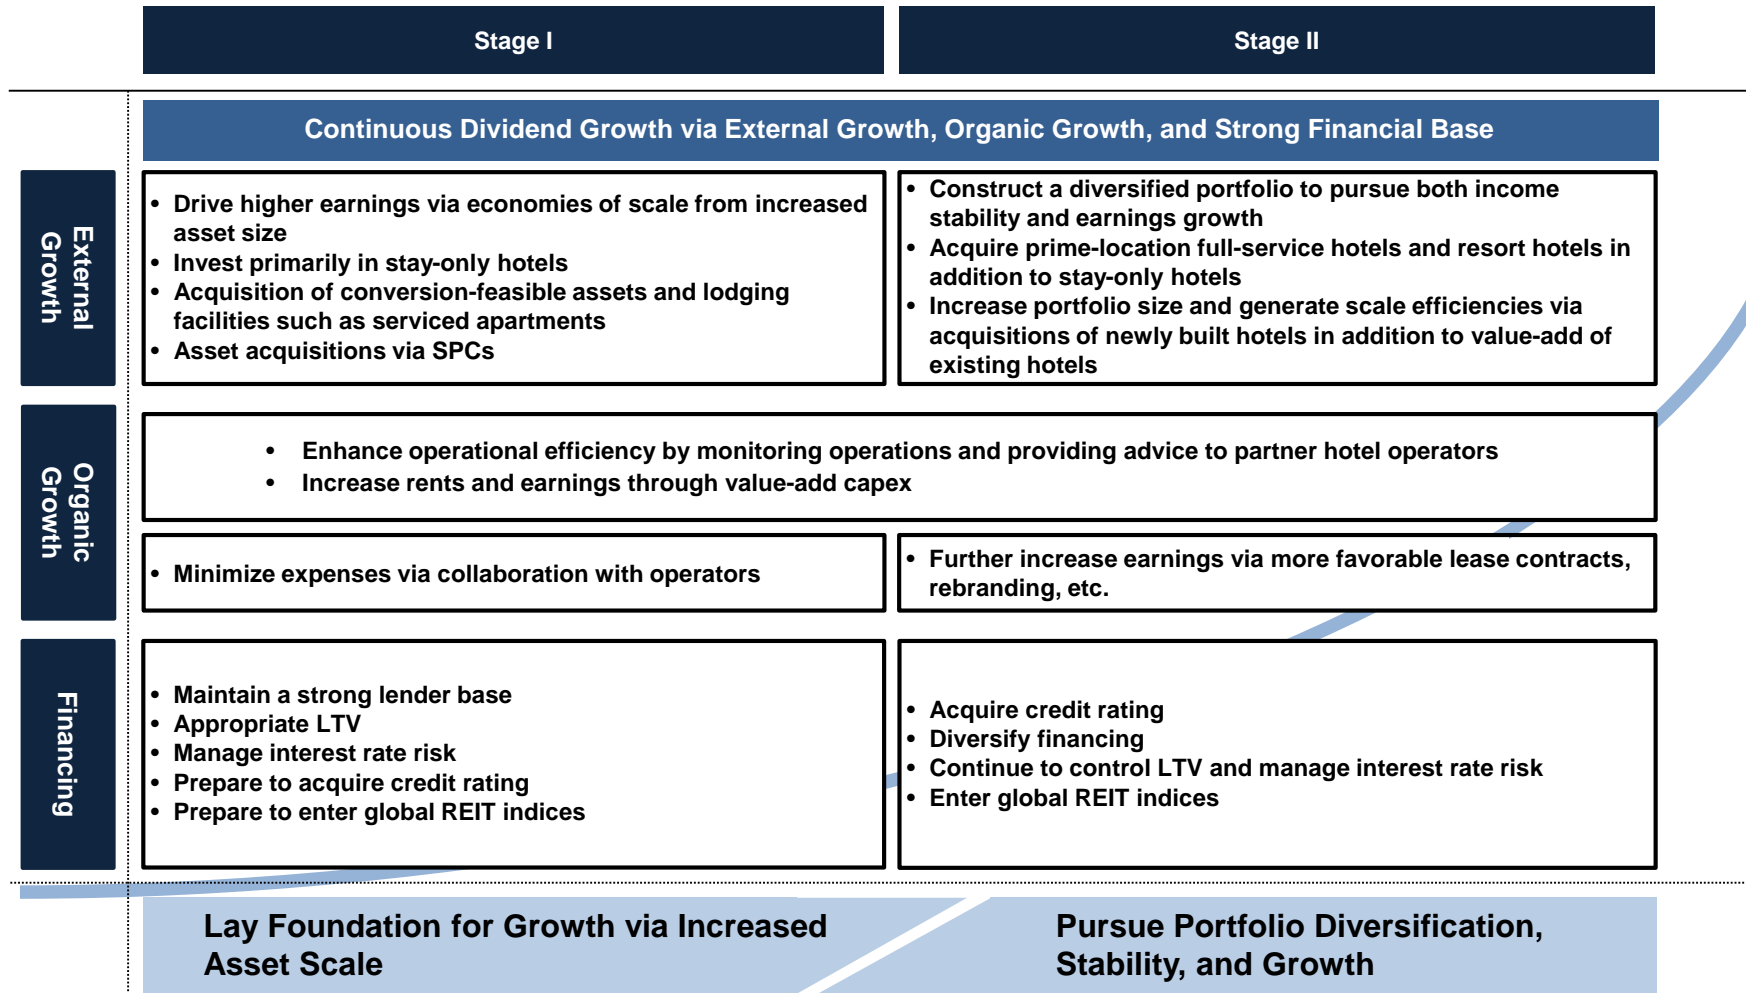 Stage I
Stage II
Continuous Dividend Growth via External Growth, Organic Growth, and Strong Financial Base
External
Growth
• Drive higher earnings via economies of scale from increased
asset size
• Invest primarily in stay-only hotels
• Acquisition of conversion-feasible assets and lodging
facilities such as serviced apartments
• Asset acquisitions via SPCs
• Construct a diversified portfolio to pursue both income
stability and earnings growth
• Acquire prime-location full-service hotels and resort hotels in
addition to stay-only hotels
• Increase portfolio size and generate scale efficiencies via
acquisitions of newly built hotels in addition to value-add of
existing hotels
Organic
Growth
• Enhance operational efficiency by monitoring operations and providing advice to partner hotel operators
• Increase rents and earnings through value-add capex
• Minimize expenses via collaboration with operators
• Further increase earnings via more favorable lease contracts,
rebranding, etc.
Financing
• Maintain a strong lender base
• Appropriate LTV
• Manage interest rate risk
• Prepare to acquire credit rating
• Prepare to enter global REIT indices
• Acquire credit rating
• Diversify financing
• Continue to control LTV and manage interest rate risk
• Enter global REIT indices
Lay Foundation for Growth via Increased
Asset Scale
Pursue Portfolio Diversification,
Stability, and Growth